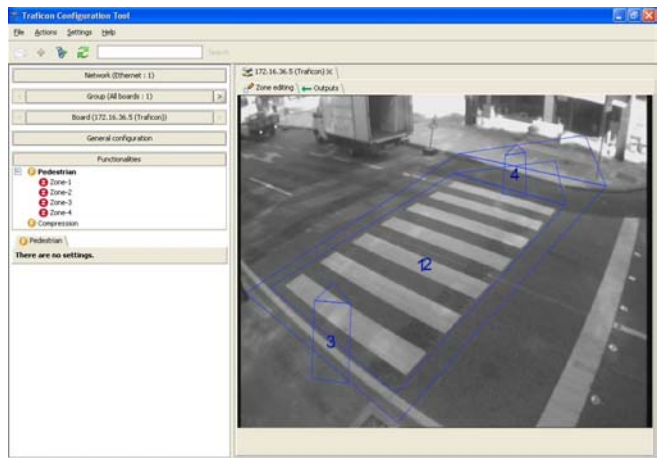 Traficon Configuration Tool
File Actions Settings Help
Search
Network (Ethernet : 1)
Group (All boards : 1)
>
Board (172.16.36.5 (Traficon))
General configuration
Functionalities
Pedestrian
Zone-1
Zone-2
Zone-3
Zone-4
Compression
Pedestrian
There are no settings.
172.16.36.5 (Traficon)
Zone editing
Outputs
4
12
3